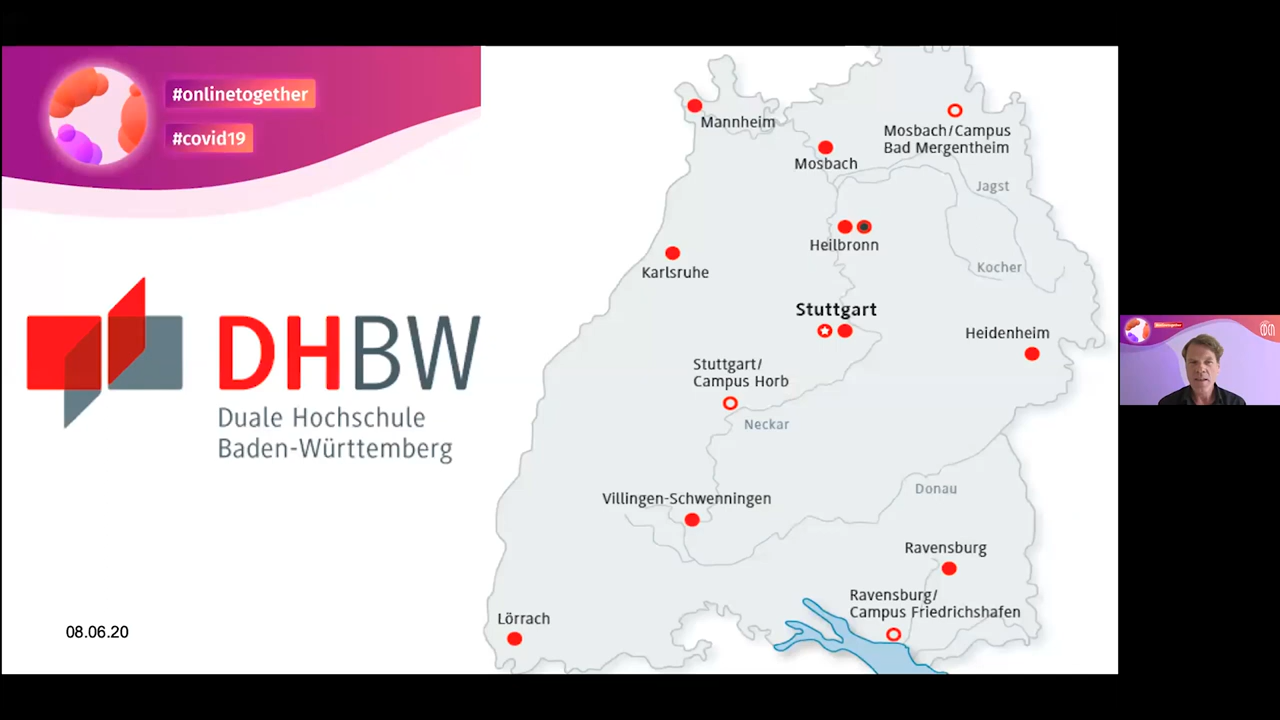 #onlinetogether
#covid19
DHBW
Duale Hochschule
Baden-Württemberg
08.06.20
Mannheim
Mosbach/Campus
Bad Mergentheim
Mosbach
Jagst
Heilbronn
Karlsruhe
Kocher
Stuttgart
Heidenheim
Stuttgart/
Campus Horb
Neckar
Donau
Villingen-Schwenningen
Ravensburg
Ravensburg/
Campus Friedrichshafen
Lörrach